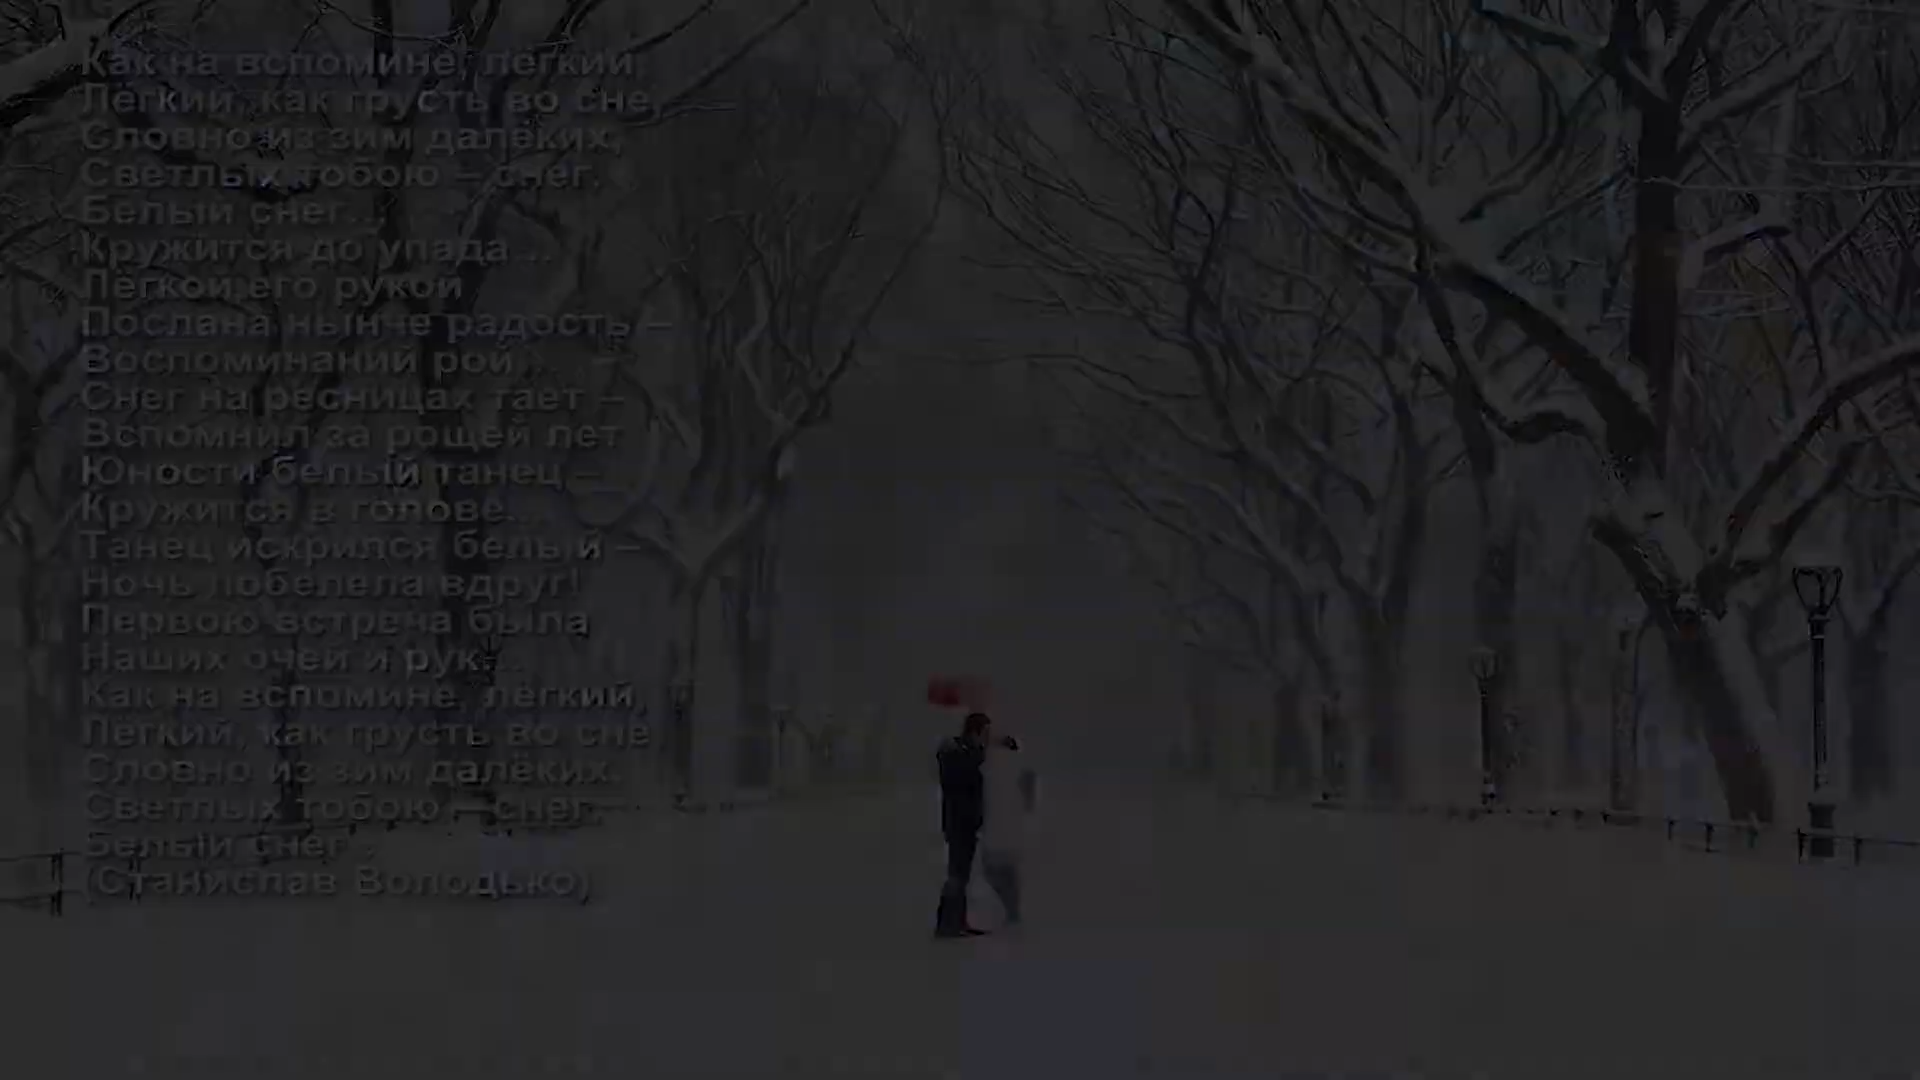 Как на вспомине, лёгкий,
Лёгкий, как грусть во сне
Словно из зим далёких,
Светлых тобою – снег.
Белый снег...
Кружится до упада...
Лёгкой его рукой
Послана нынче радость –
Воспоминаний рой...
Снег на ресницах тает –
Вспомнил за рощей лет
Юности белый танец –
Кружится в голове...
Танец искрился белый –
Ночь побелела вдруг!
Первою встреча была
Наших очей и рук...
Как на вспомине, лёгкий,
Лёгкий, как грусть во сне
Словно из зим далёких.
Светлых тобою – снег.
Белый снег...
(Станислав Володько)